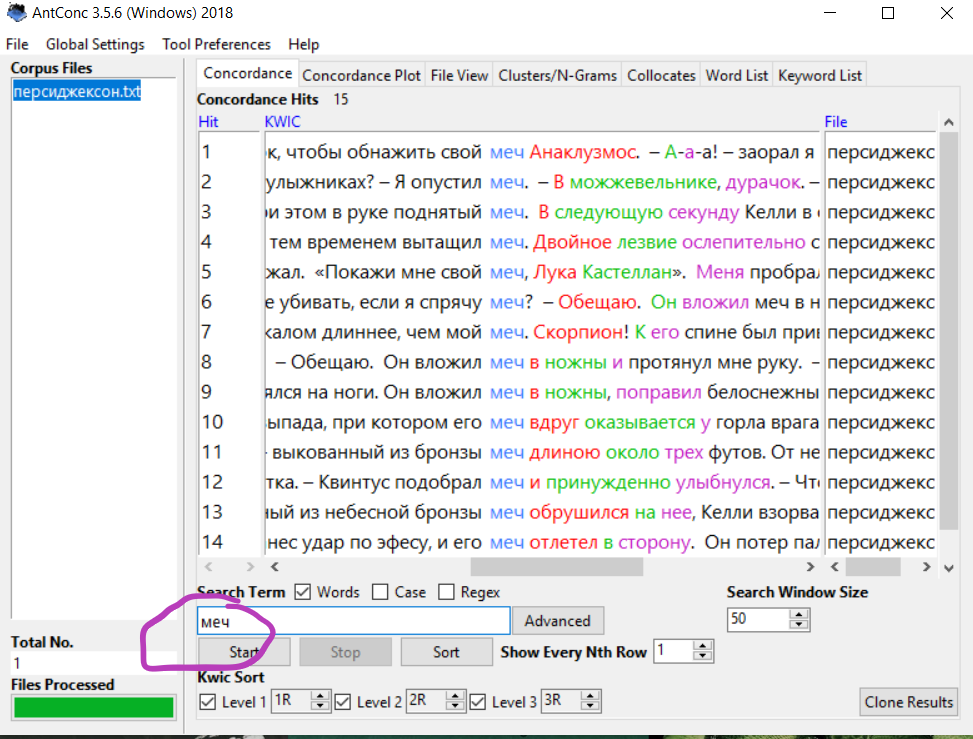 AntConc 3.5.6 (Windows) 2018
File Global Settings Tool Preferences Help
Corpus Files
персиджексон.txt
Concordance Concordance Plot File View Clusters/N-Grams Collocates Word List Keyword List
Concordance Hits 15
Hit KWIC File
1 к, чтобы обнажить свой меч Анаклузмос. – А-а-а! – заорал я персиджекс
2 улыжниках? – Я опустил меч. – В можжевельнике, дурачок. – персиджекс
3 и этом в руке поднятый меч. В следующую секунду Келли в персиджекс
4 тем временем вытащил меч. Двойное лезвие ослепительно с персиджекс
5 жал. «Покажи мне свой меч, Лука Кастеллан». Меня пробрал персиджекс
6 е убивать, если я спрячу меч? – Обещаю. Он вложил меч в н персиджекс
7 калом длиннее, чем мой меч. Скорпион! К его спине был при персиджекс
8 – Обещаю. Он вложил меч в ножны и протянул мне руку. – персиджекс
9 ялся на ноги. Он вложил меч в ножны, поправил белоснежны персиджекс
10 ыпада, при котором его меч вдруг оказывается у горла врага персиджекс
11 – выкованный из бронзы меч длиною около трех футов. От не персиджекс
12 тка. – Квинтус подобрал меч и принужденно улыбнулся. – Что персиджекс
13 ный из небесной бронзы меч обрушился на нее, Келли взорва персиджекс
14 нес удар по эфесу, и его меч отлетел в сторону. Он потер пал персиджекс
Search Term Words Case Regex Search Window Size
меч Advanced 50
Start Stop Sort Show Every Nth Row 1
Total No.
1
Files Processed
Kwic Sort
Level 1 1R Level 2 2R Level 3 3R Clone Results